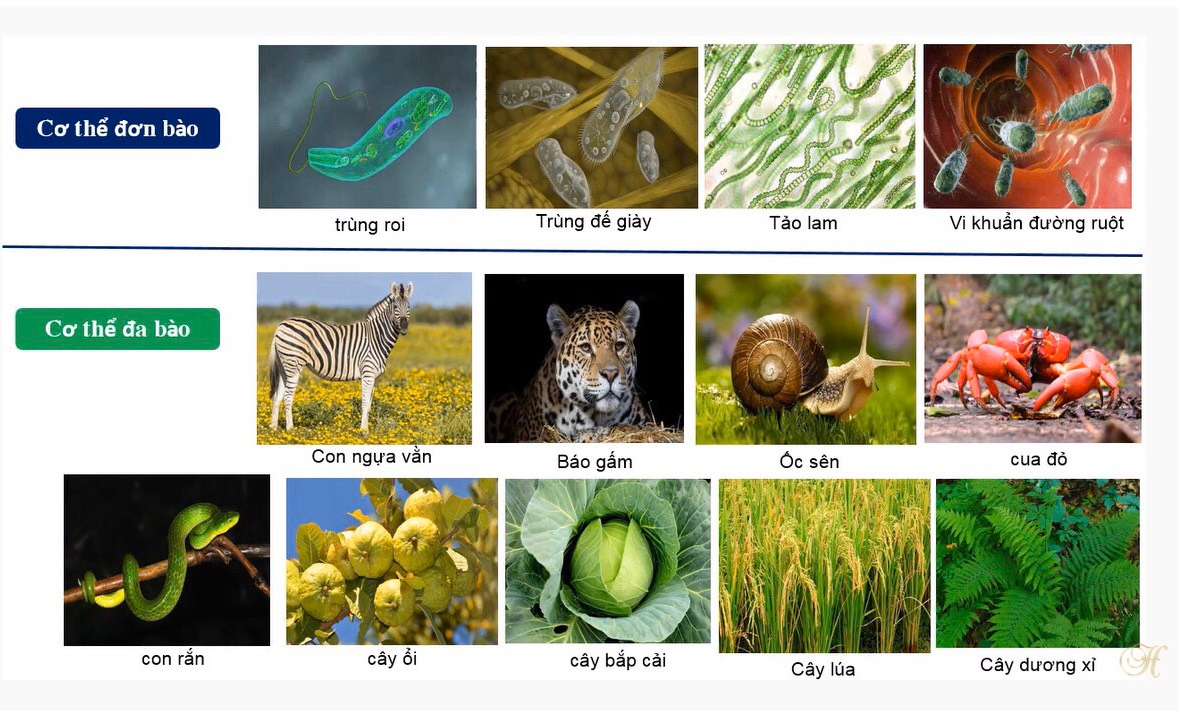 Cơ thể đơn bào
trùng roi
Trùng đế giày
Tảo lam
Vi khuẩn đường ruột
Cơ thể đa bào
Con ngựa vằn
Báo gấm
Ốc sên
cua đỏ
con rắn
cây ổi
cây bắp cải
Cây lúa
Cây dương xỉ
H